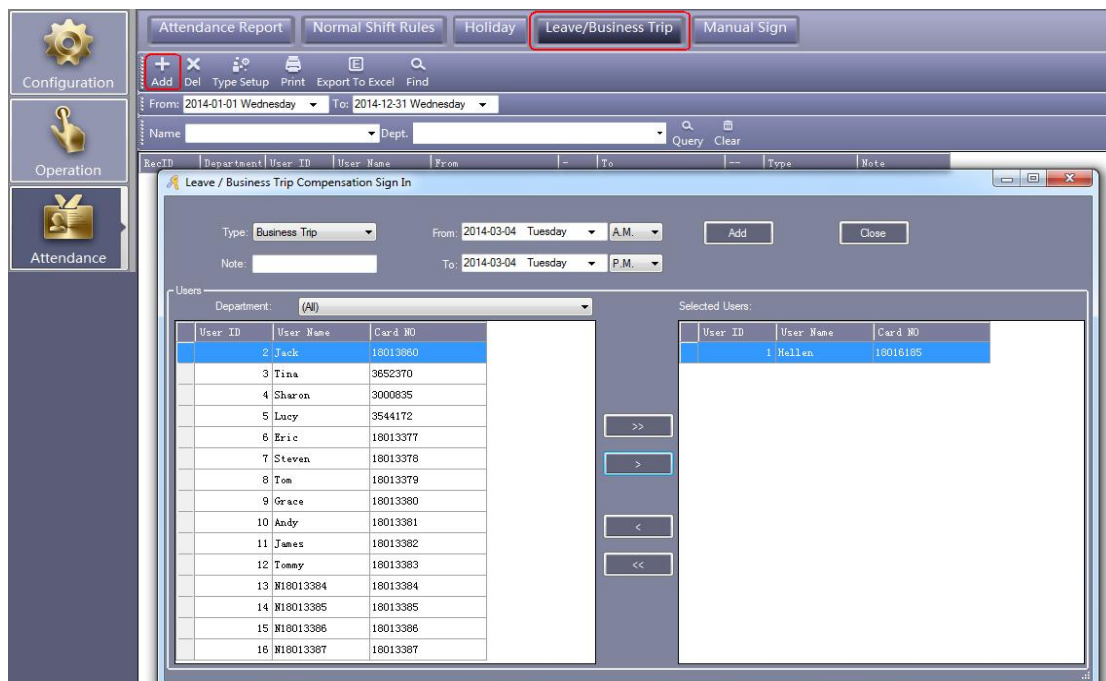 Attendance Report Normal Shift Rules Holiday Leave/Business Trip Manual Sign
Configuration
Add Del Type Setup Print Export To Excel Find
From: 2014-01-01 Wednesday To: 2014-12-31 Wednesday
Name Dept. Query Clear
Operation
RecID Department User ID User Name From - To -- Type Note
Leave / Business Trip Compensation Sign In
Attendance
Type: Business Trip From: 2014-03-04 Tuesday A.M. Add Close
Note: To: 2014-03-04 Tuesday P.M.
Users
Department: (All) Selected Users:
User ID User Name Card NO User ID User Name Card NO
2 Jack 18013860 1 Hellen 18016185
3 Tina 3652370
4 Sharon 3000835
5 Lucy 3544172
6 Eric 18013377
7 Steven 18013378
8 Tom 18013379
9 Grace 18013380
10 Andy 18013381
11 James 18013382
12 Tommy 18013383
13 N18013384 18013384
14 N18013385 18013385
15 N18013386 18013386
16 N18013387 18013387
>>
>
<
<<